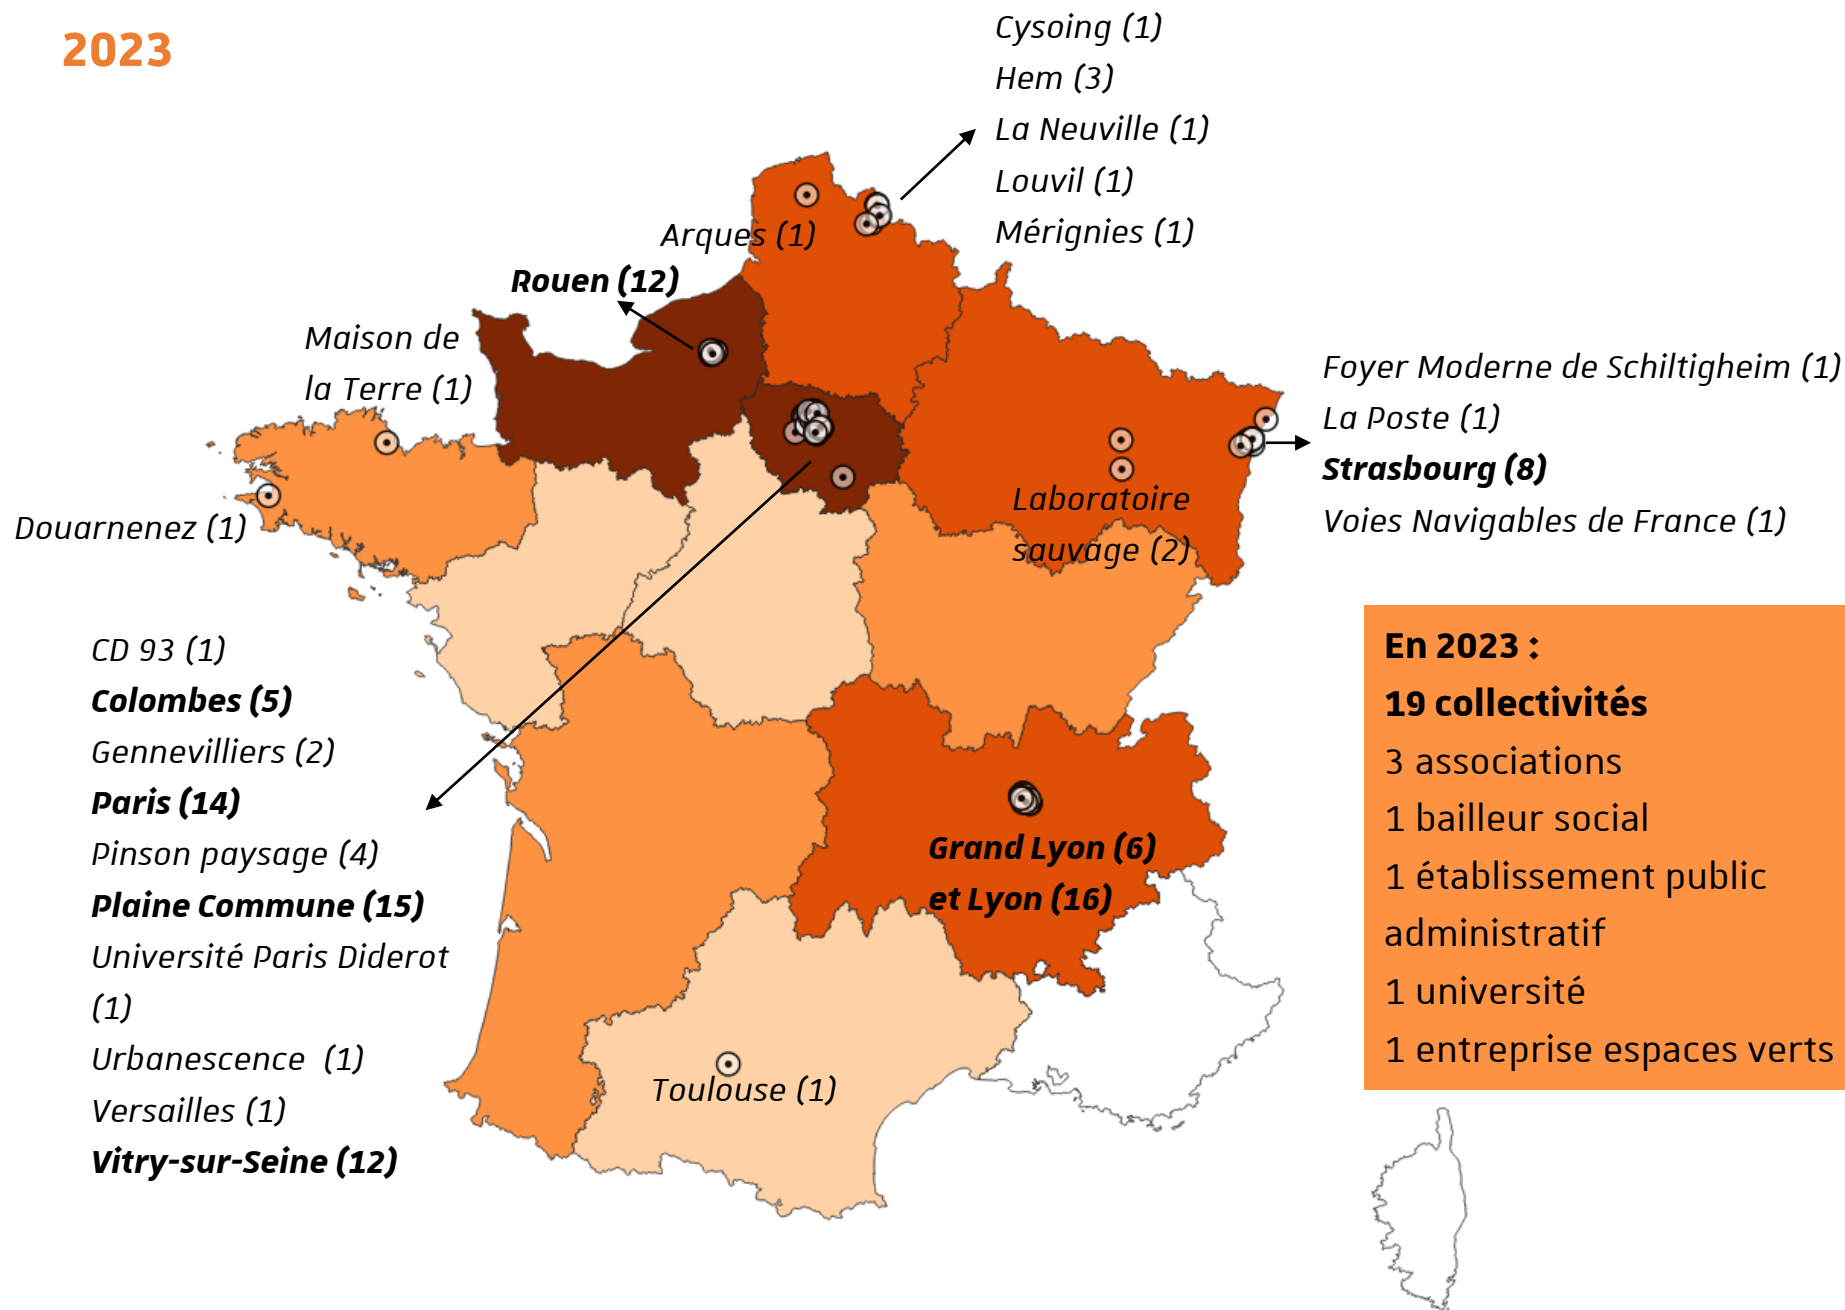 2023
Cysoing (1)
Hem (3)
La Neuville (1)
Louvil (1)
Mérignies (1)
Arques (1)
Rouen (12)
Maison de
la Terre (1)
Douarnenez (1)
Foyer Moderne de Schiltigheim (1)
La Poste (1)
Strasbourg (8)
Voies Navigables de France (1)
Laboratoire
sauvage (2)
CD 93 (1)
Colombes (5)
Gennevilliers (2)
Paris (14)
Pinson paysage (4)
Plaine Commune (15)
Université Paris Diderot
(1)
Urbanescence (1)
Versailles (1)
Vitry-sur-Seine (12)
Grand Lyon (6)
et Lyon (16)
Toulouse (1)
En 2023 :
19 collectivités
3 associations
1 bailleur social
1 établissement public
administratif
1 université
1 entreprise espaces verts